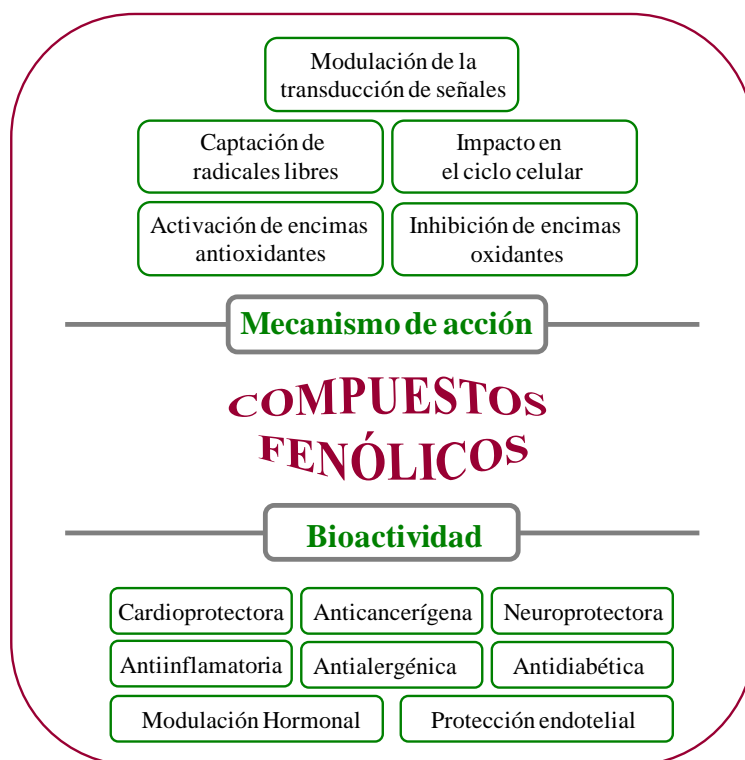 Modulación de la
transducción de señales
Captación de
radicales libres
Impacto en
el ciclo celular
Activación de encimas
antioxidantes
Inhibición de encimas
oxidantes
Mecanismo de acción
COMPUESTOS
FENÓLICOS
Bioactividad
Cardioprotectora
Anticancerígena
Neuroprotectora
Antiinflamatoria
Antialergénica
Antidiabética
Modulación Hormonal
Protección endotelial